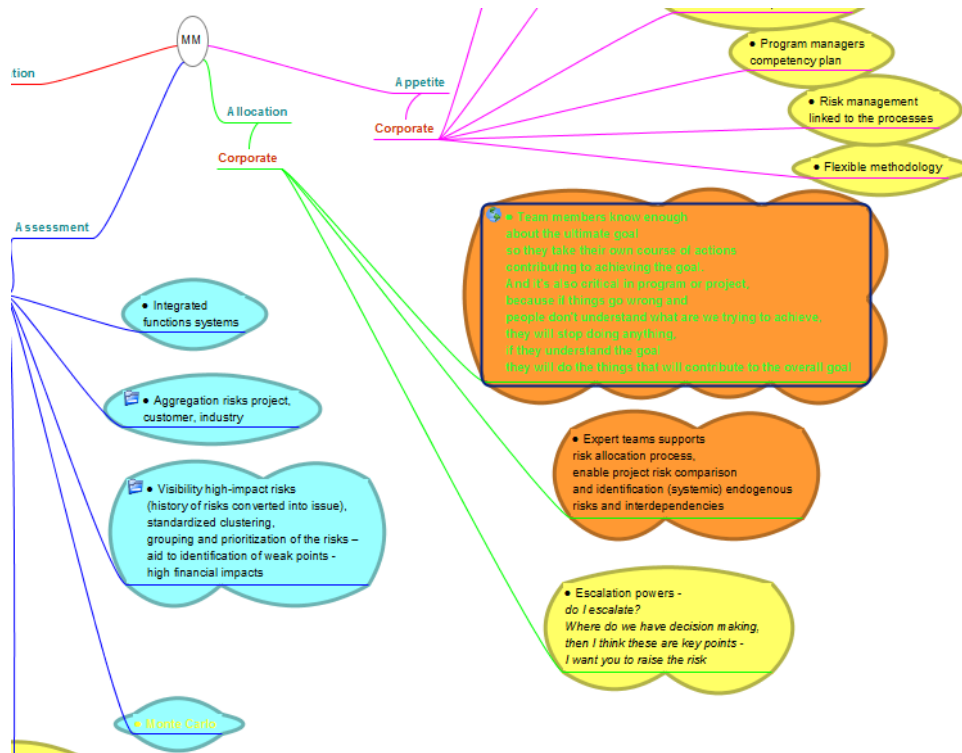 MM
tion
Appetite
Corporate
● Program managers
competency plan
● Risk management
linked to the processes
● Flexible methodology
Allocation
Corporate
● Team members know enough
about the ultimate goal
so they take their own course of actions
contributing to achieving the goal.
And it's also critical in program or project,
because if things go wrong and
people don't understand what are we trying to achieve,
they will stop doing anything,
if they understand the goal
they will do the things that will contribute to the overall goal
● Expert teams supports
risk allocation process,
enable project risk comparison
and identification (systemic) endogenous
risks and interdependencies
● Escalation powers -
do I escalate?
Where do we have decision making,
then I think these are key points -
I want you to raise the risk
Assessment
● Integrated
functions systems
● Aggregation risks project,
customer, industry
● Visibility high-impact risks
(history of risks converted into issue),
standardized clustering,
grouping and prioritization of the risks –
aid to identification of weak points -
high financial impacts
● Monte Carlo